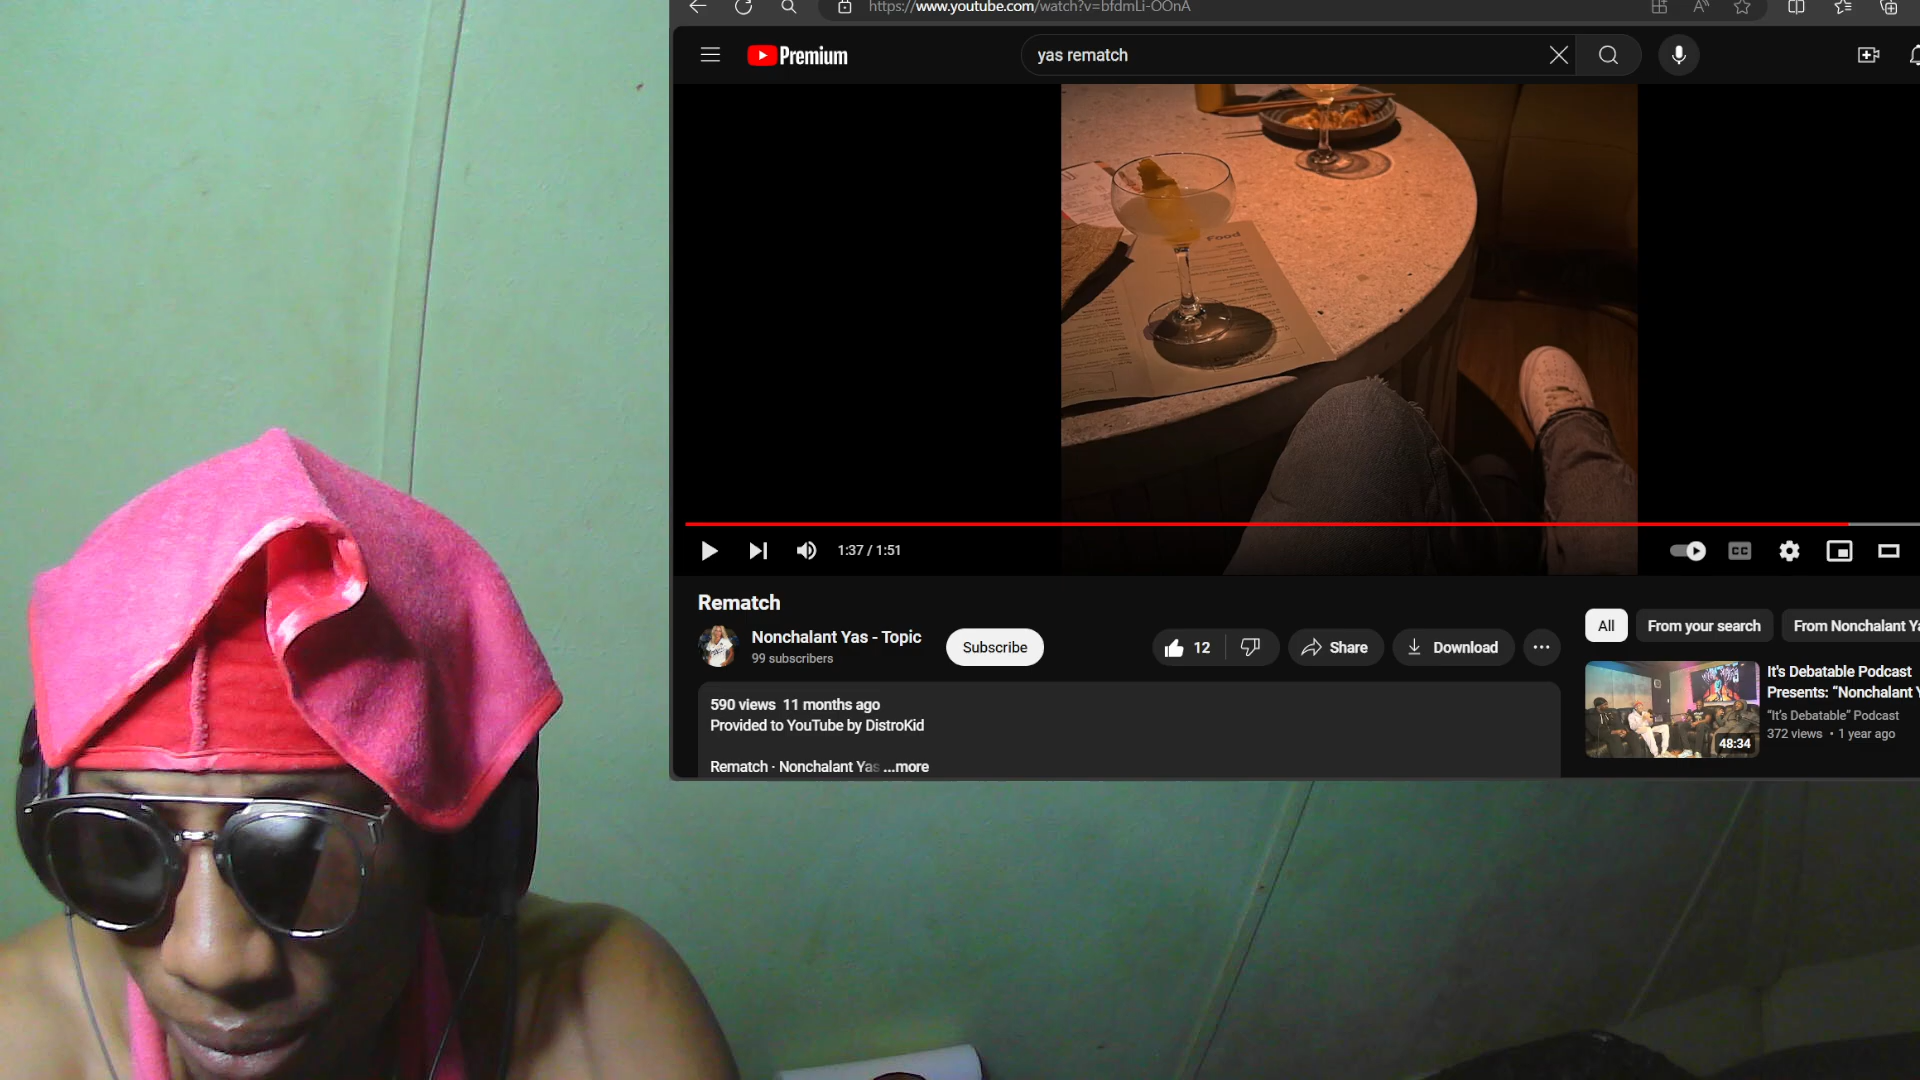 https://www.youtube.com/watch?v=bfdmLi-OOnA
Premium
yas rematch
Food
1:37 / 1:51
CC
Rematch
Nonchalant Yas - Topic
99 subscribers
Subscribe
12
Share
Download
590 views 11 months ago
Provided to YouTube by DistroKid
Rematch · Nonchalant Yas ...more
All
From your search
From Nonchalant Ya
It's Debatable Podcast
Presents: “Nonchalant Y
“It’s Debatable” Podcast
372 views • 1 year ago
48:34